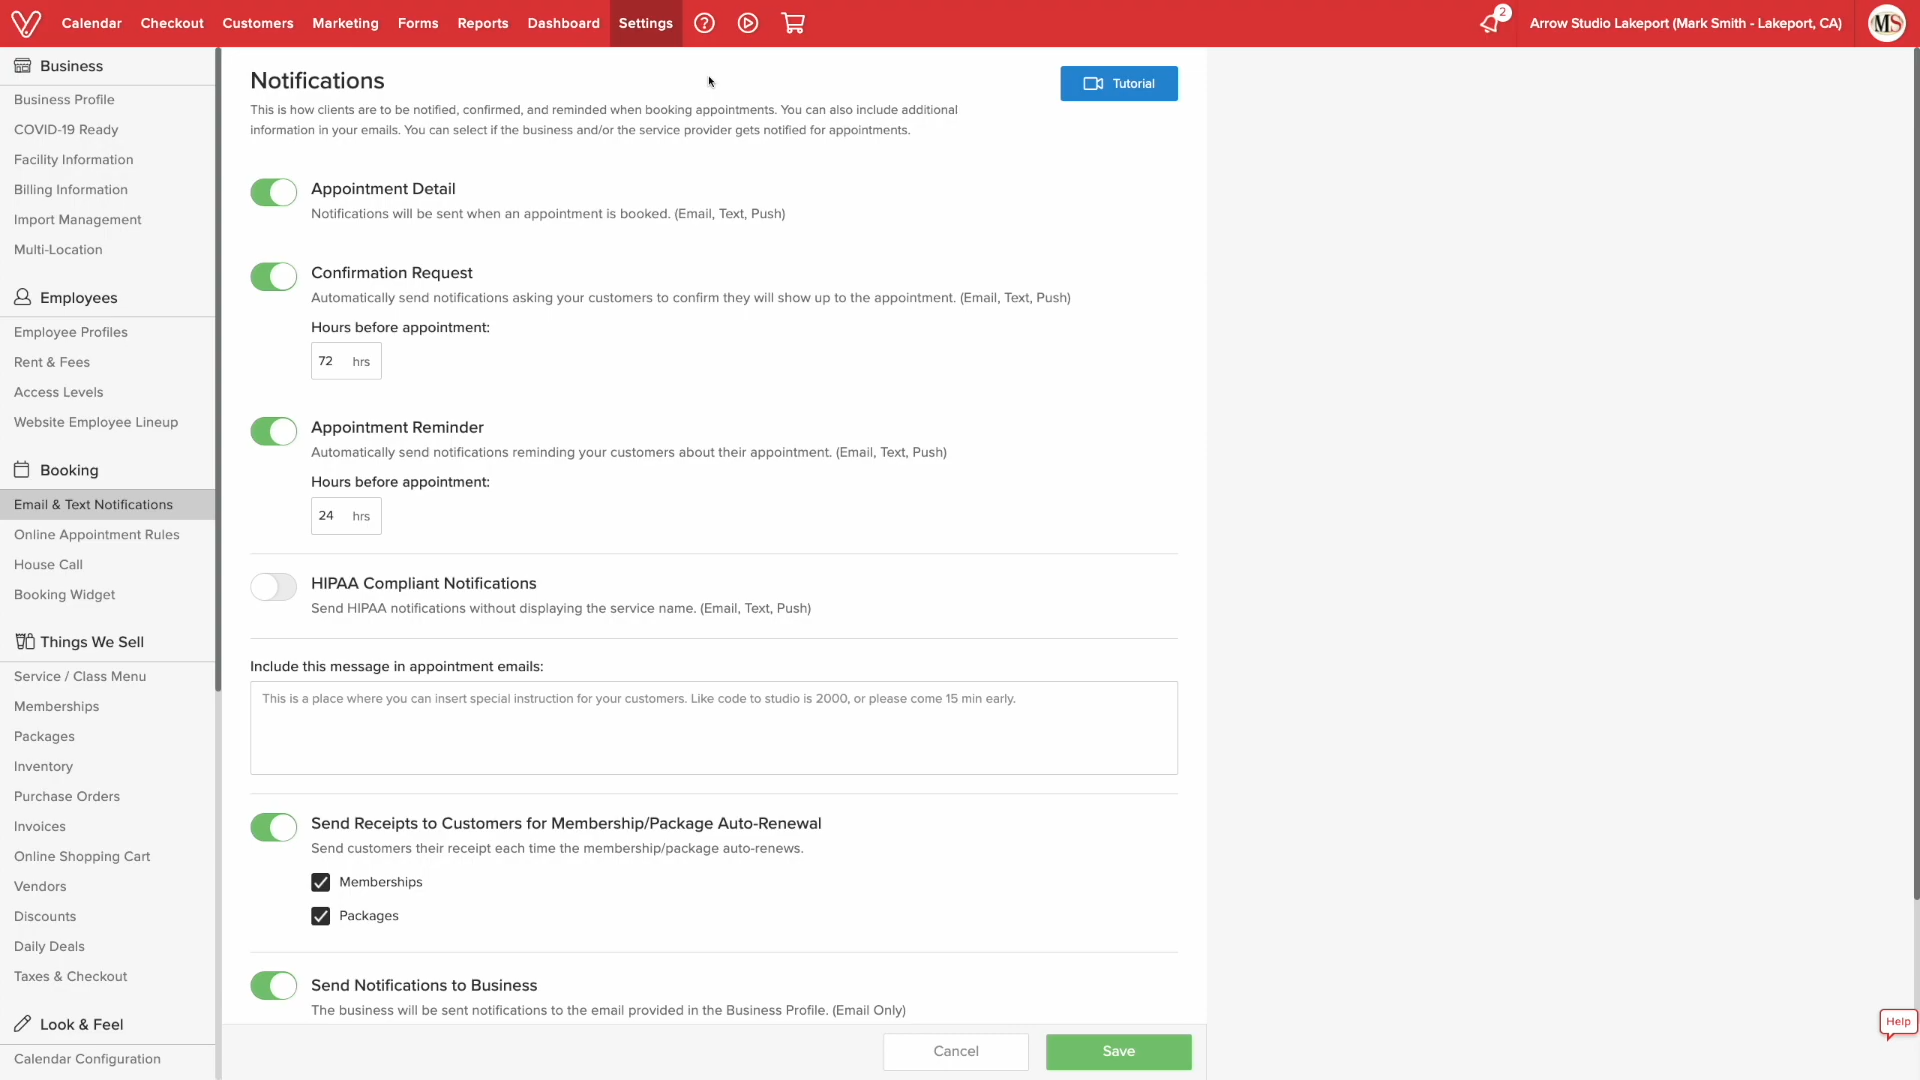 Calendar Checkout Customers Marketing Forms Reports Dashboard Settings
2
Arrow Studio Lakeport (Mark Smith - Lakeport, CA)
MS
Business
Business Profile
COVID-19 Ready
Facility Information
Billing Information
Import Management
Multi-Location
Employees
Employee Profiles
Rent & Fees
Access Levels
Website Employee Lineup
Booking
Email & Text Notifications
Online Appointment Rules
House Call
Booking Widget
Things We Sell
Service / Class Menu
Memberships
Packages
Inventory
Purchase Orders
Invoices
Online Shopping Cart
Vendors
Discounts
Daily Deals
Taxes & Checkout
Look & Feel
Calendar Configuration
Notifications
Tutorial
This is how clients are to be notified, confirmed, and reminded when booking appointments. You can also include additional
information in your emails. You can select if the business and/or the service provider gets notified for appointments.
Appointment Detail
Notifications will be sent when an appointment is booked. (Email, Text, Push)
Confirmation Request
Automatically send notifications asking your customers to confirm they will show up to the appointment. (Email, Text, Push)
Hours before appointment:
72 hrs
Appointment Reminder
Automatically send notifications reminding your customers about their appointment. (Email, Text, Push)
Hours before appointment:
24 hrs
HIPAA Compliant Notifications
Send HIPAA notifications without displaying the service name. (Email, Text, Push)
Include this message in appointment emails:
This is a place where you can insert special instruction for your customers. Like code to studio is 2000, or please come 15 min early.
Send Receipts to Customers for Membership/Package Auto-Renewal
Send customers their receipt each time the membership/package auto-renews.
Memberships
Packages
Send Notifications to Business
The business will be sent notifications to the email provided in the Business Profile. (Email Only)
Cancel
Save
Help